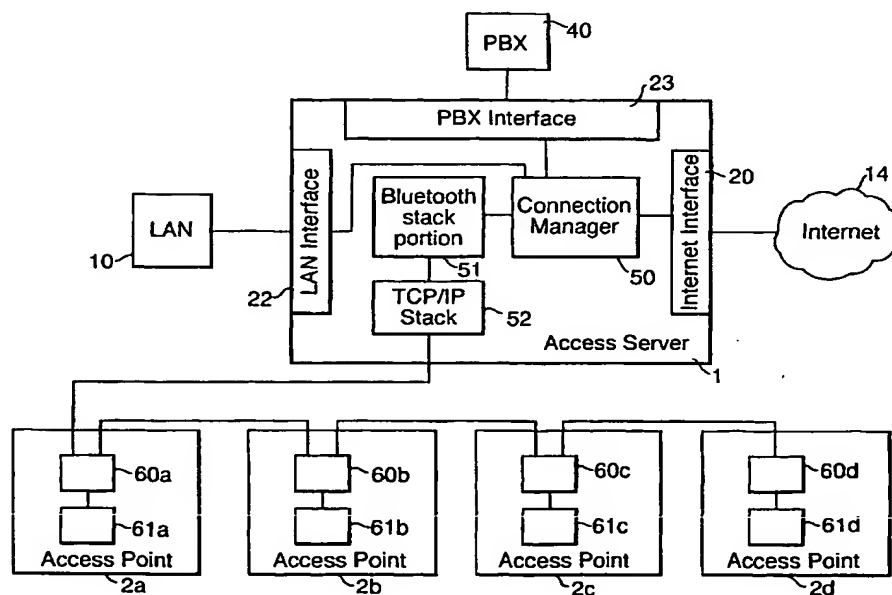 PBX
40
23
PBX Interface
20
14
LAN
10
LAN Interface
22
Bluetooth
stack
portion
51
Connection
Manager
50
Internet Interface
Internet
TCP/IP
Stack
52
Access Server
1
60a
61a
Access Point
2a
60b
61b
Access Point
2b
60c
61c
Access Point
2c
60d
61d
Access Point
2d